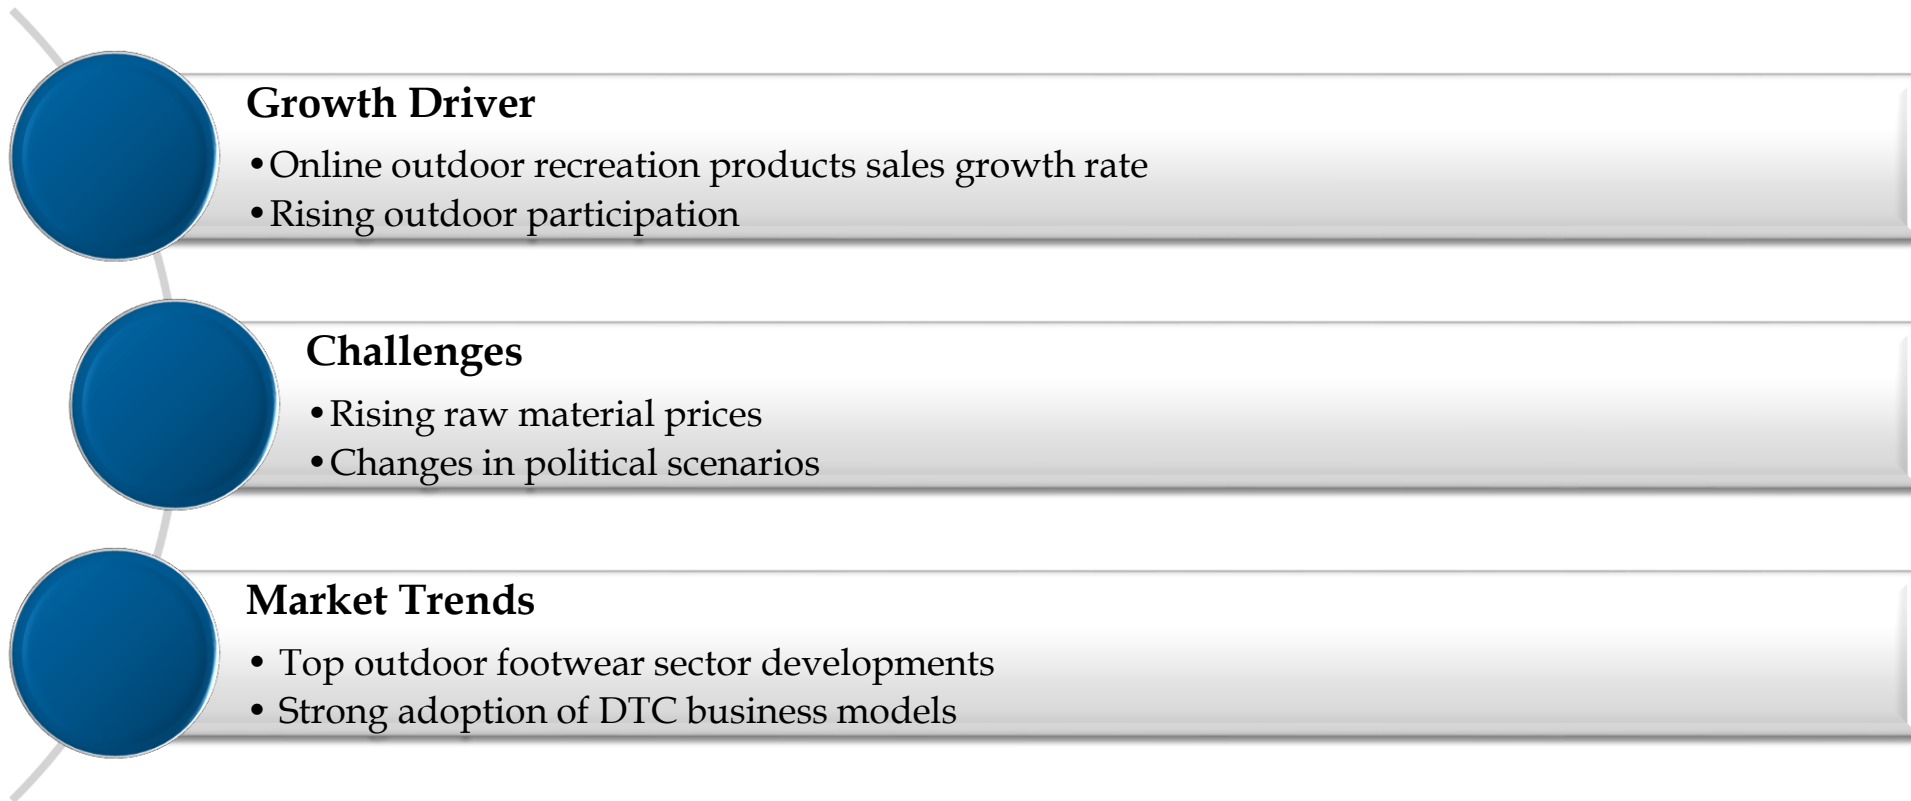 Growth Driver
•Online outdoor recreation products sales growth rate
•Rising outdoor participation
Challenges
•Rising raw material prices
•Changes in political scenarios
Market Trends
• Top outdoor footwear sector developments
• Strong adoption of DTC business models